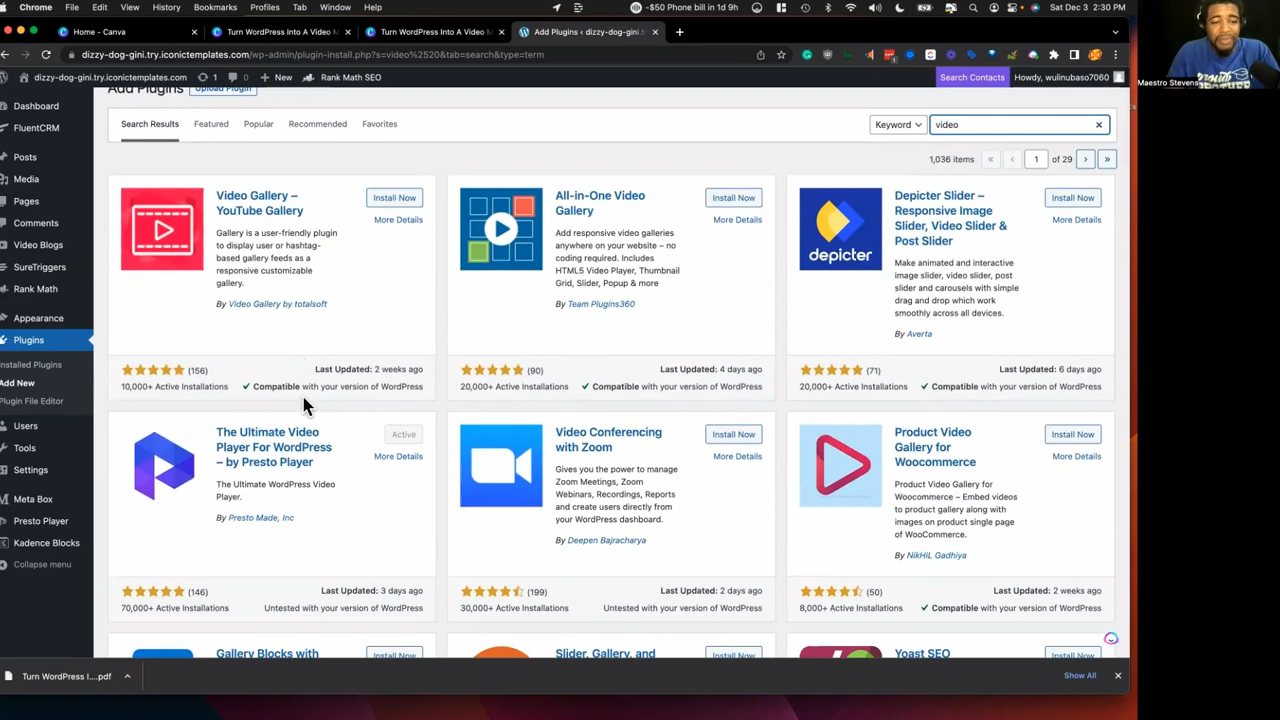 Chrome File Edit View History Bookmarks Profiles Tab Window Help -$50 Phone bill in 1d 9h Sat Dec 3 2:30 PM
Home - Canva Turn WordPress Into A Video M Turn WordPress Into A Video M Add Plugins < dizzy-dog-gini.t
dizzy-dog-gini.try.iconictemplates.com/wp-admin/plugin-install.php?s=video%2520&tab=search&type=term
dizzy-dog-gini.try.iconictemplates.com 1 0 + New Rank Math SEO Search Contacts Howdy, wulinubaso7060
Maestro Stevens
Add Plugins Upload Plugin
Dashboard
FluentCRM
Posts
Media
Pages
Comments
Video Blogs
SureTriggers
Rank Math
Appearance
Plugins
Installed Plugins
Add New
Plugin File Editor
Users
Tools
Settings
Meta Box
Presto Player
Kadence Blocks
Collapse menu
Search Results Featured Popular Recommended Favorites Keyword video
1,036 items « ‹ 1 of 29 › »
Video Gallery –
YouTube Gallery
Install Now
More Details
Gallery is a user-friendly plugin
to display user or hashtag-
based gallery feeds as a
responsive customizable
gallery.
By Video Gallery by totalsoft
(156) Last Updated: 2 weeks ago
10,000+ Active Installations ✔ Compatible with your version of WordPress
All-in-One Video
Gallery
Install Now
More Details
Add responsive video galleries
anywhere on your website – no
coding required. Includes
HTML5 Video Player, Thumbnail
Grid, Slider, Popup & more
By Team Plugins360
(90) Last Updated: 4 days ago
20,000+ Active Installations ✔ Compatible with your version of WordPress
depicter
Depicter Slider –
Responsive Image
Slider, Video Slider &
Post Slider
Install Now
More Details
Make animated and interactive
image slider, video slider, post
slider and carousels with simple
drag and drop which work
smoothly across all devices.
By Averta
(71) Last Updated: 6 days ago
20,000+ Active Installations ✔ Compatible with your version of WordPress
The Ultimate Video
Player For WordPress
– by Presto Player
Active
More Details
The Ultimate WordPress Video
Player.
By Presto Made, Inc
(146) Last Updated: 3 days ago
70,000+ Active Installations Untested with your version of WordPress
Video Conferencing
with Zoom
Install Now
More Details
Gives you the power to manage
Zoom Meetings, Zoom
Webinars, Recordings, Reports
and create users directly from
your WordPress dashboard.
By Deepen Bajracharya
(199) Last Updated: 2 days ago
30,000+ Active Installations Untested with your version of WordPress
Product Video
Gallery for
Woocommerce
Install Now
More Details
Product Video Gallery for
Woocommerce – Embed videos
to product gallery along with
images on product single page
of WooCommerce.
By NikHiL Gadhiya
(50) Last Updated: 2 weeks ago
8,000+ Active Installations ✔ Compatible with your version of WordPress
Gallery Blocks with Install Now
Slider, Gallery, and Install Now
Yoast SEO Install Now
Turn WordPress I....pdf Show All